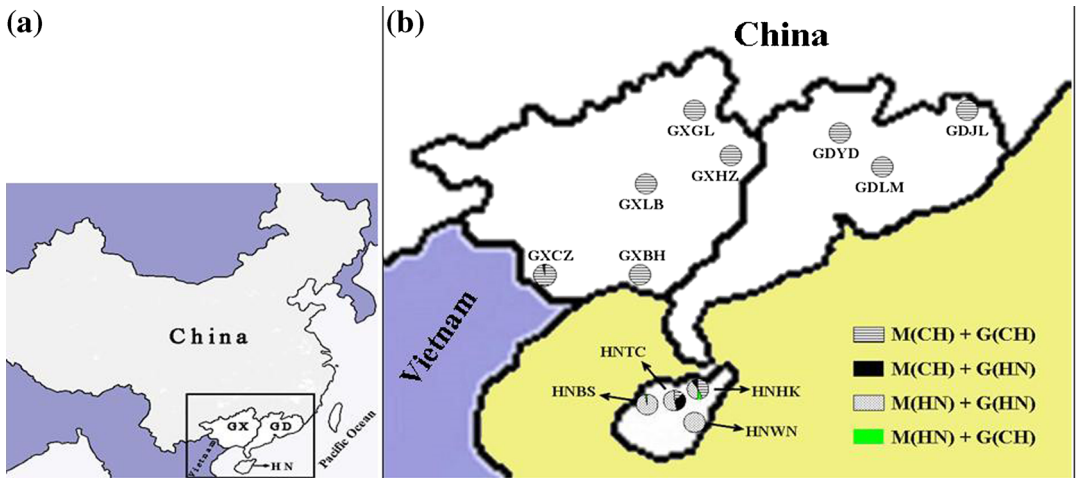 (a)
China
GX
GD
Vietnam
HN
Pacific Ocean
(b)
China
GXGL
GDJL
GDYD
GXHZ
GDLM
GXLB
GXCZ
GXBH
Vietnam
HNTC
HNBS
HNHK
HNWN
M(CH) + G(CH)
M(CH) + G(HN)
M(HN) + G(HN)
M(HN) + G(CH)